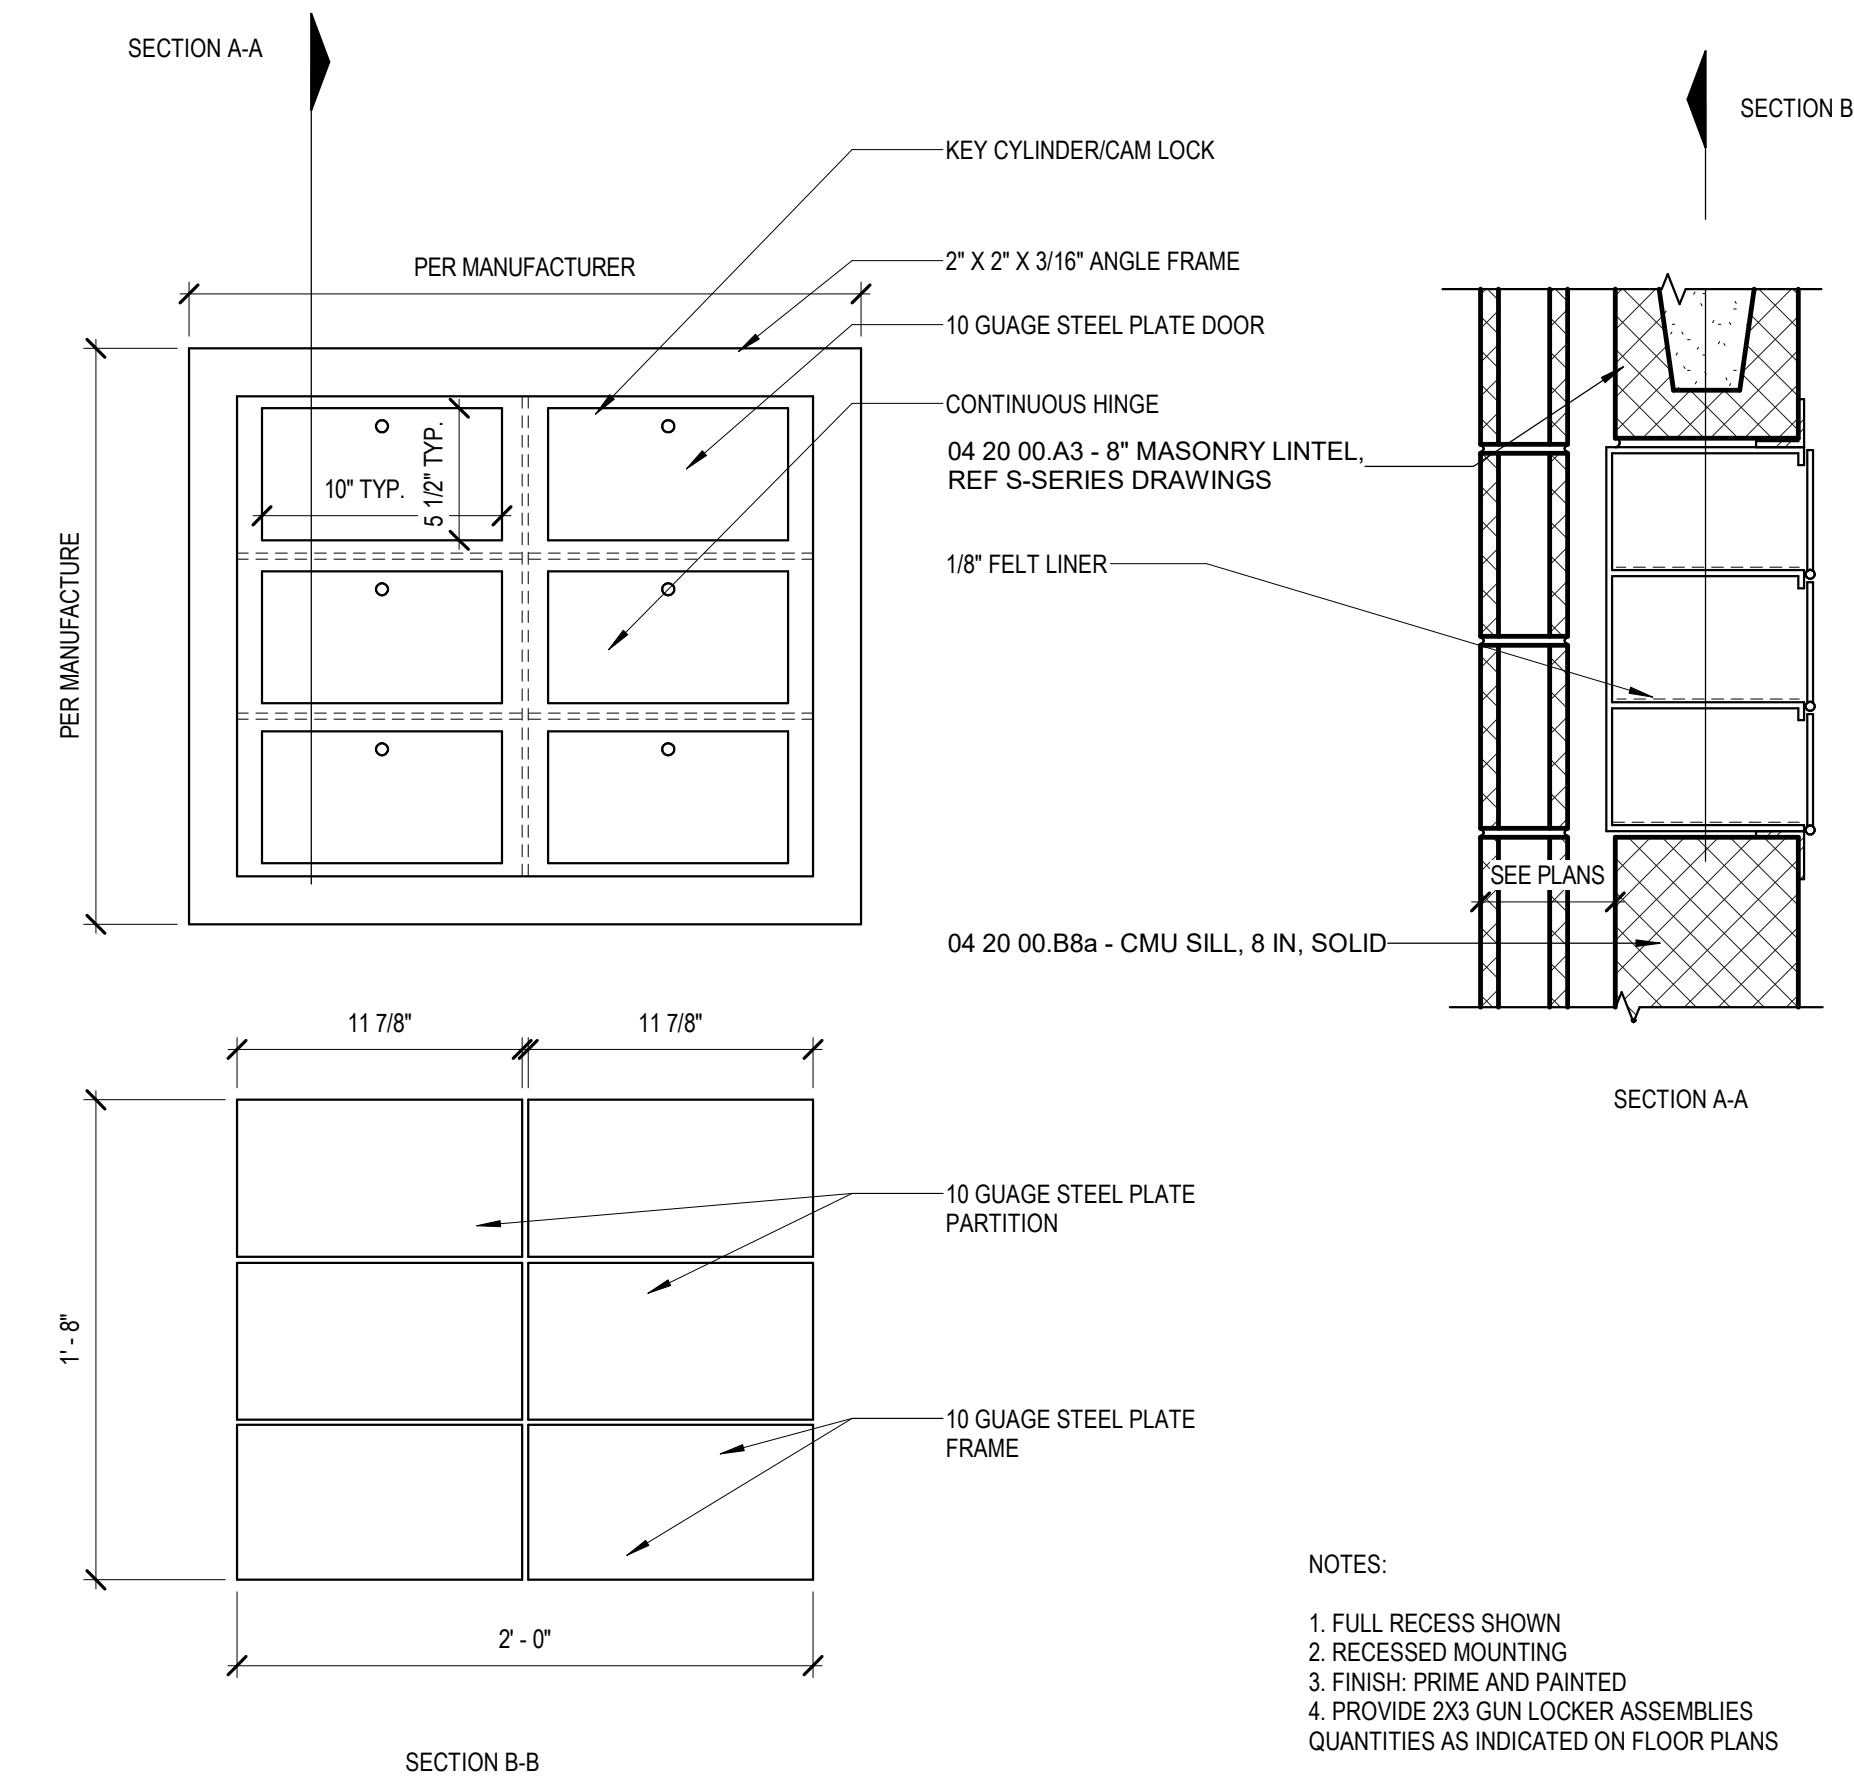 SECTION A-A
SECTION B
KEY CYLINDER/CAM LOCK
PER MANUFACTURER
2" X 2" X 3/16" ANGLE FRAME
10 GUAGE STEEL PLATE DOOR
CONTINUOUS HINGE
04 20 00.A3 - 8" MASONRY LINTEL,
REF S-SERIES DRAWINGS
10" TYP.
5 1/2" TYP.
1/8" FELT LINER
PER MANUFACTURE
SEE PLANS
04 20 00.B8a - CMU SILL, 8 IN, SOLID
11 7/8"
11 7/8"
SECTION A-A
10 GUAGE STEEL PLATE
PARTITION
1' - 8"
10 GUAGE STEEL PLATE
FRAME
2' - 0"
SECTION B-B
NOTES:
1. FULL RECESS SHOWN
2. RECESSED MOUNTING
3. FINISH: PRIME AND PAINTED
4. PROVIDE 2X3 GUN LOCKER ASSEMBLIES
QUANTITIES AS INDICATED ON FLOOR PLANS